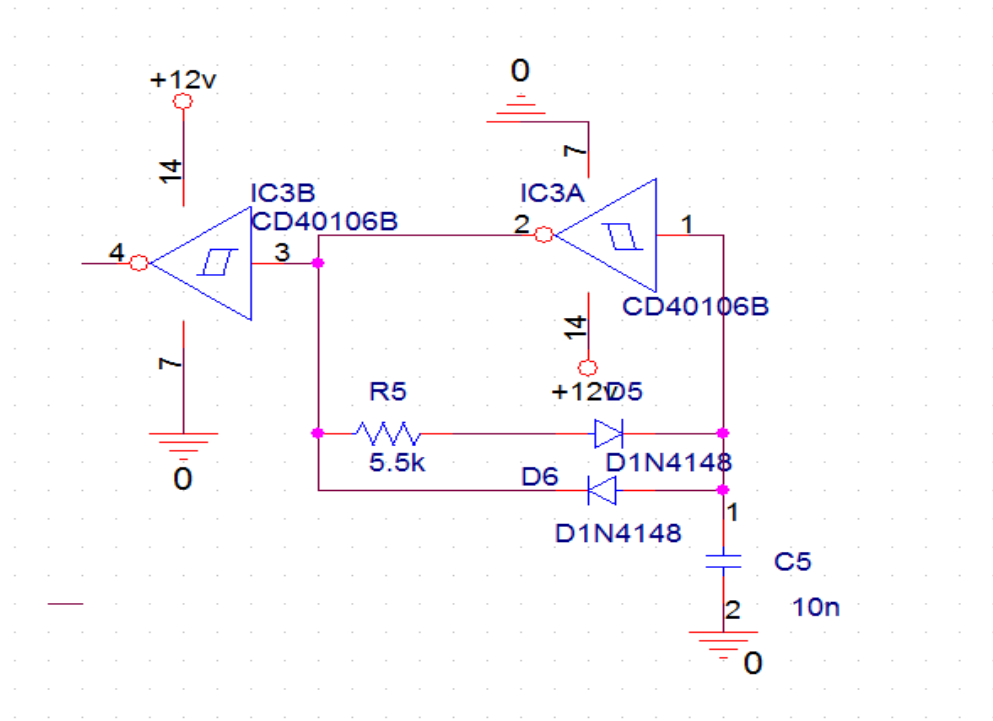 0
+12v
7
14
IC3B
IC3A
CD40106B
2
1
4
3
CD40106B
14
7
+12v
R5
D5
5.5k
D1N4148
D6
0
1
D1N4148
C5
10n
2
0